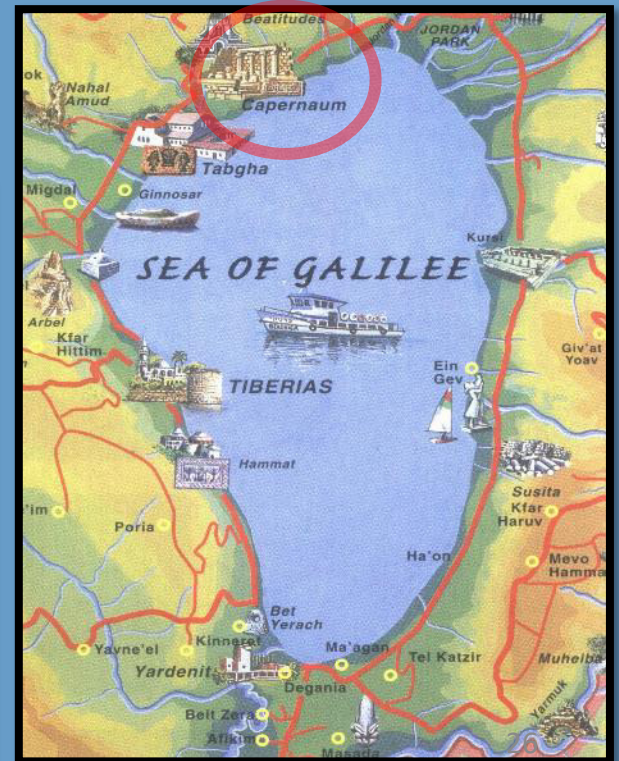 Beatitudes
JORDAN
PARK
ok
Nahal
Amud
Capernaum
Tabgha
Migdal
Ginnosar
Kursi
SEA OF GALILEE
Arbel
Kfar
Hittim
Giv'at
Yoav
Ein
Gev
TIBERIAS
Hammat
Susita
Kfar
Haruv
'im
Poria
Ha'on
Mevo
Hamma
Bet
Yerach
Kinneret
Yavne'el
Ma'agan
Tel Katzir
Muheiba
Yardenit
Degania
Beit Zera
Yarmuk
Afikim
Masada